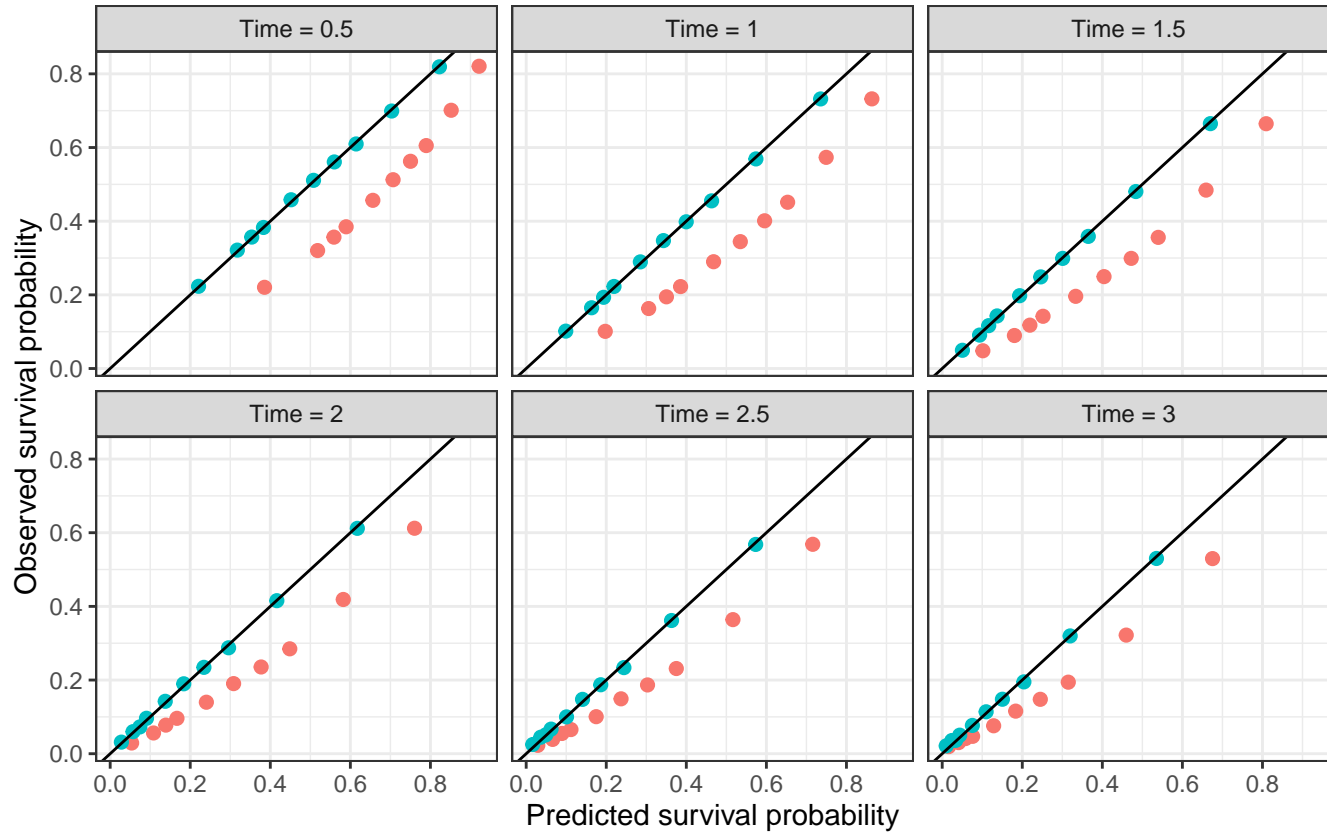 Time = 0.5
Time = 1
Time = 1.5
0.8
0.6
0.4
0.2
0.0
Time = 2
Time = 2.5
Time = 3
0.8
0.6
0.4
0.2
0.0
0.0 0.2 0.4 0.6 0.8
0.0 0.2 0.4 0.6 0.8
0.0 0.2 0.4 0.6 0.8
Observed survival probability
Predicted survival probability